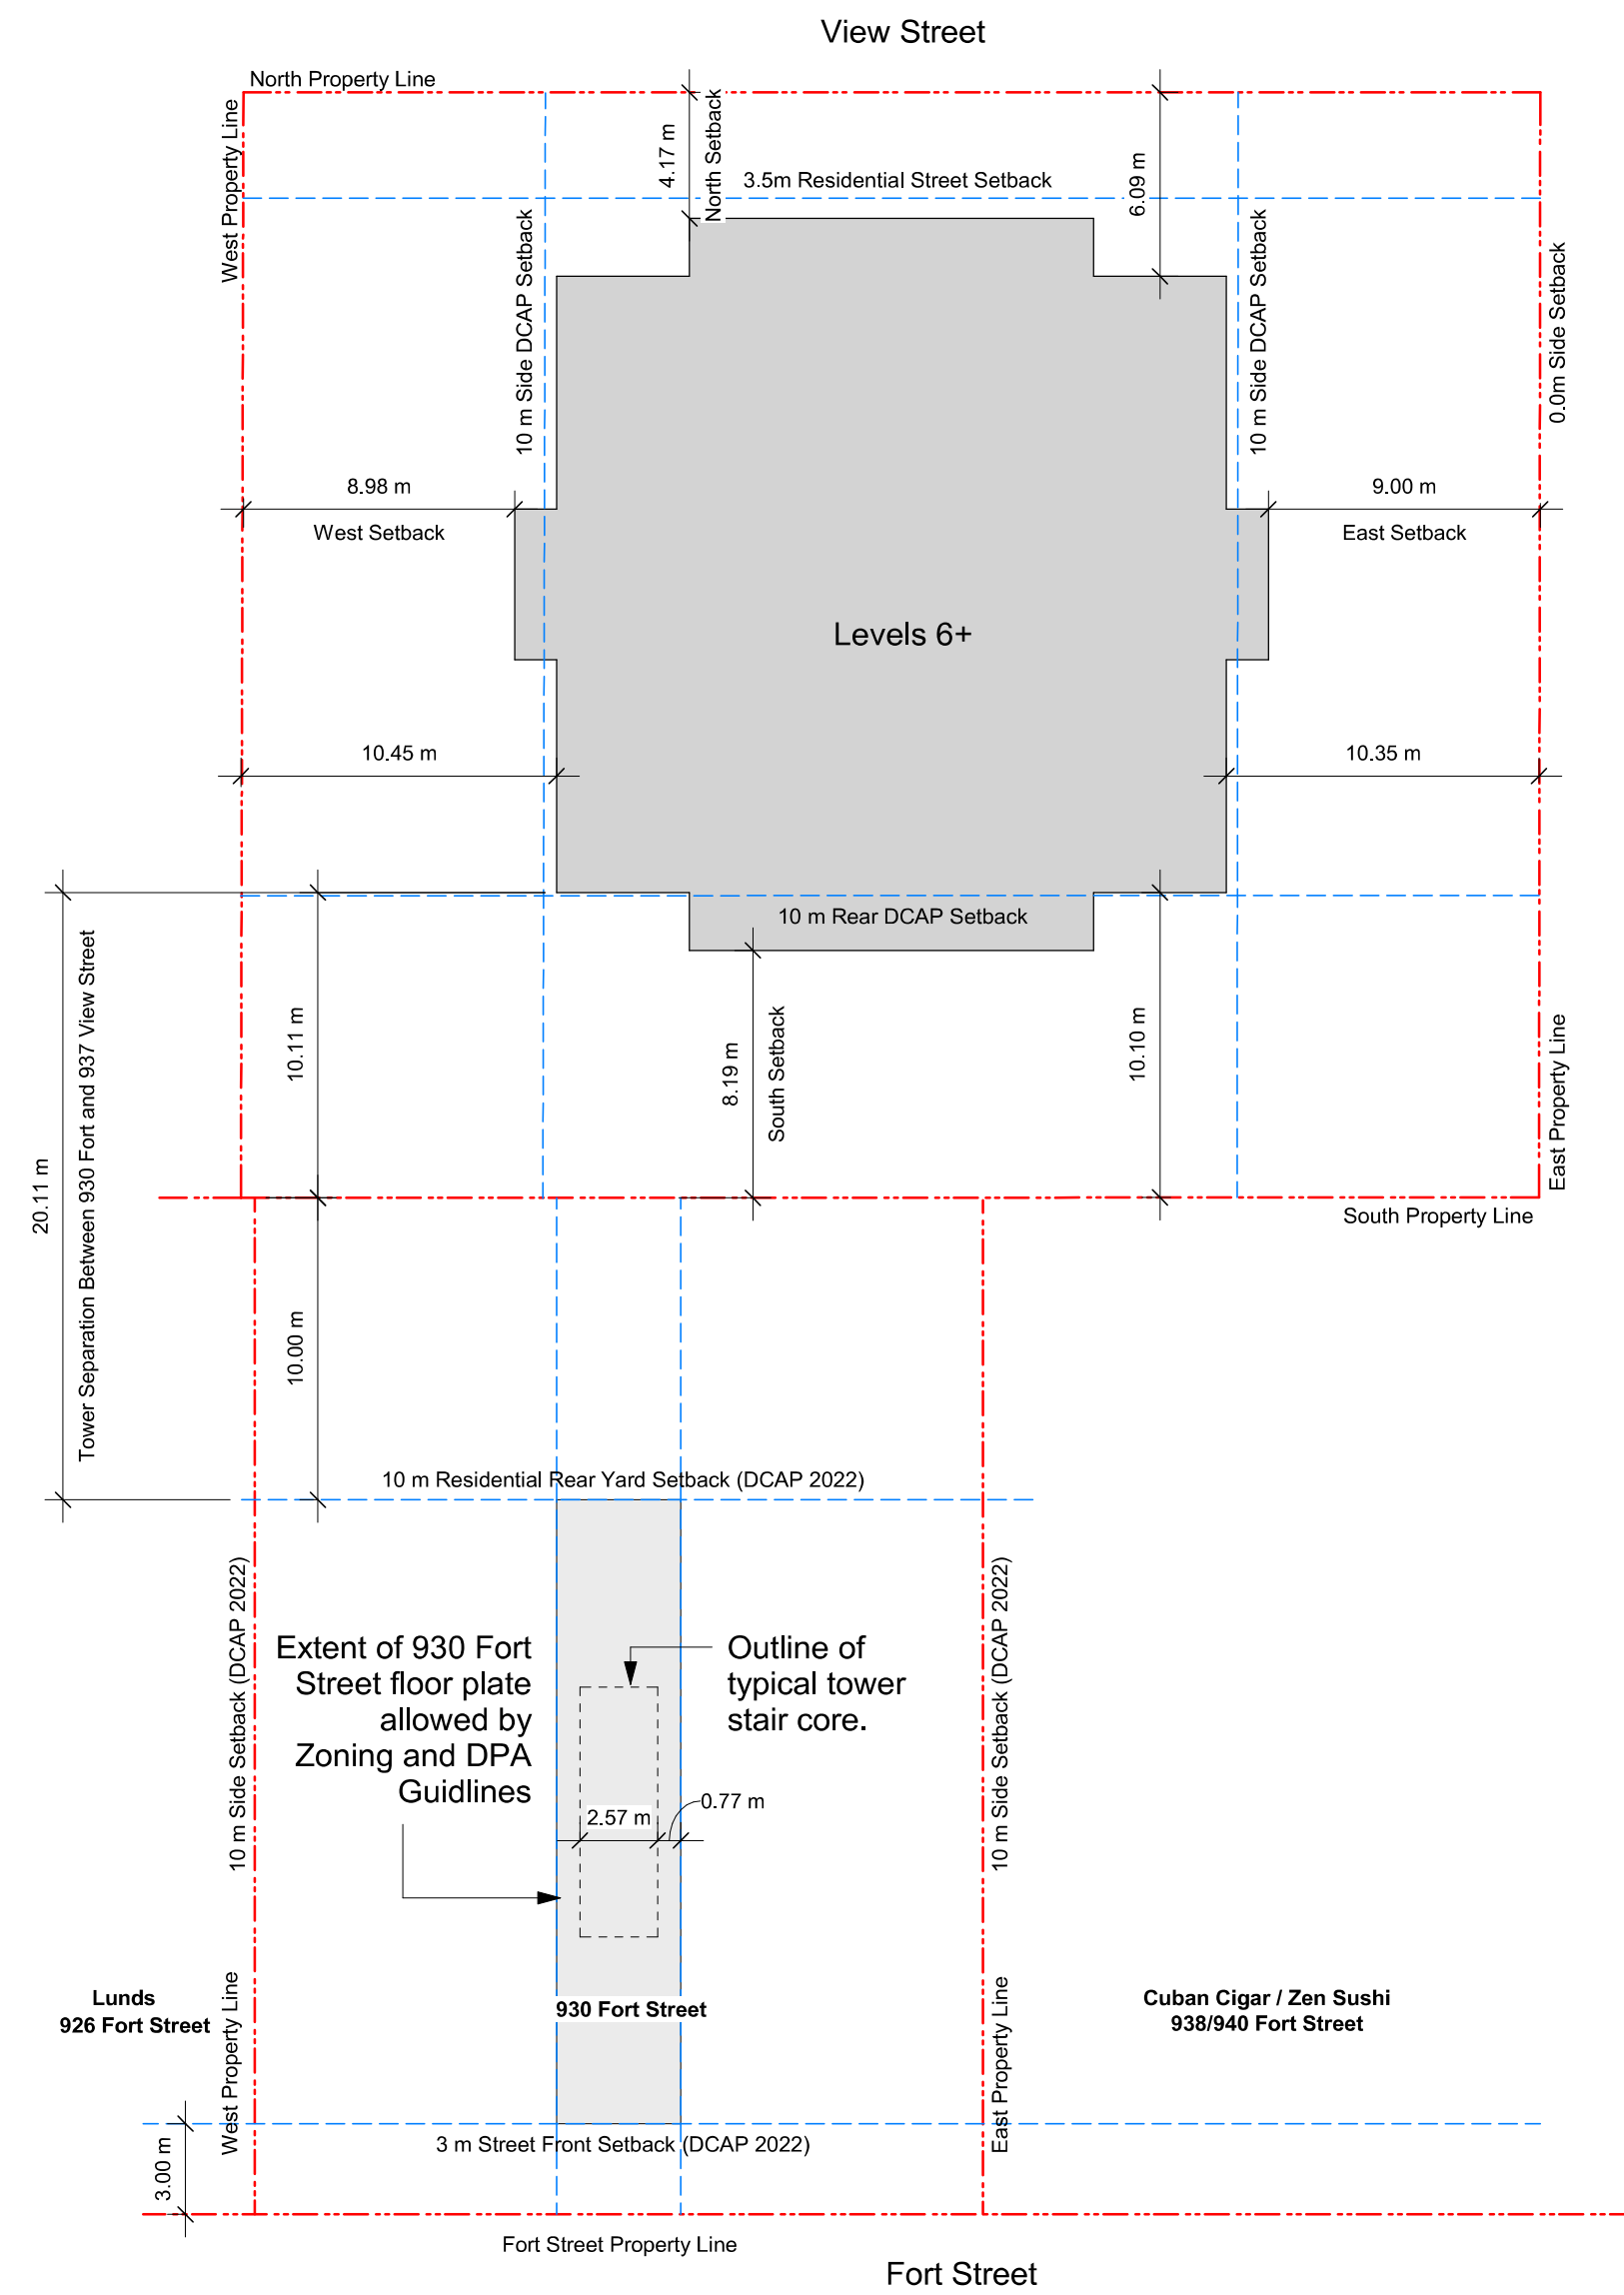 View Street
North Property Line
West Property Line
4.17 m
North Setback
3.5m Residential Street Setback
6.09 m
10 m Side DCAP Setback
10 m Side DCAP Setback
0.0m Side Setback
8.98 m
West Setback
9.00 m
East Setback
Levels 6+
10.45 m
10.35 m
10 m Rear DCAP Setback
20.11 m
Tower Separation Between 930 Fort and 937 View Street
10.11 m
8.19 m
South Setback
10.10 m
East Property Line
South Property Line
10.00 m
10 m Residential Rear Yard Setback (DCAP 2022)
10 m Side Setback (DCAP 2022)
Extent of 930 Fort
Street floor plate
allowed by
Zoning and DPA
Guidlines
Outline of
typical tower
stair core.
10 m Side Setback (DCAP 2022)
2.57 m
0.77 m
Lunds
926 Fort Street
West Property Line
930 Fort Street
East Property Line
Cuban Cigar / Zen Sushi
938/940 Fort Street
3.00 m
3 m Street Front Setback (DCAP 2022)
Fort Street Property Line
Fort Street